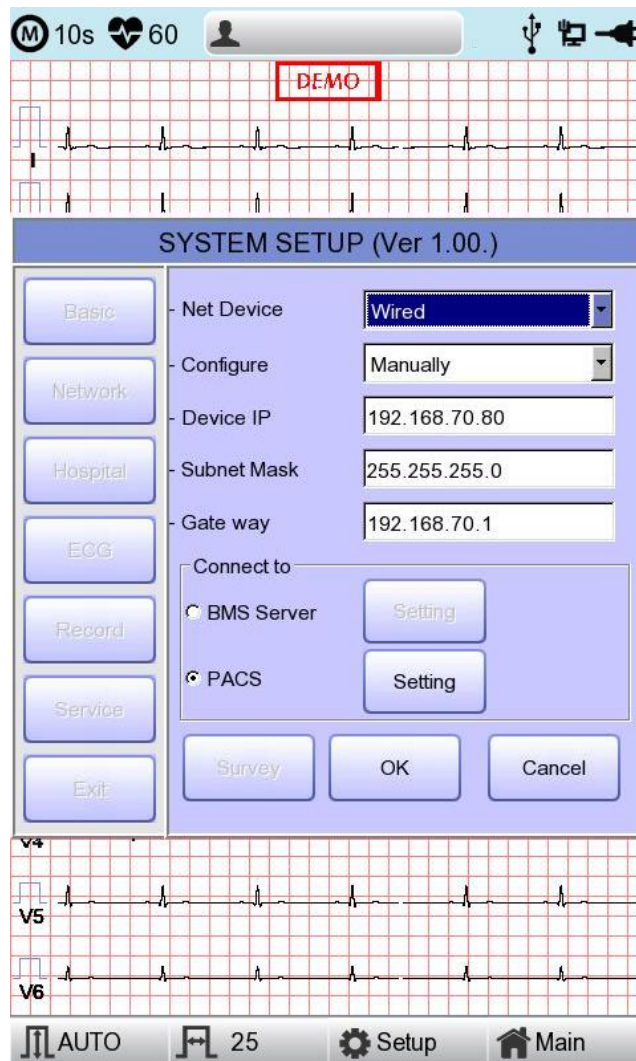 M 10s 60
DEMO
I
SYSTEM SETUP (Ver 1.00.)
Basic
Network
Hospital
ECG
Record
Service
Exit
- Net Device Wired
- Configure Manually
- Device IP 192.168.70.80
- Subnet Mask 255.255.255.0
- Gate way 192.168.70.1
Connect to
BMS Server Setting
PACS Setting
Survey OK Cancel
V4
V5
V6
AUTO 25 Setup Main